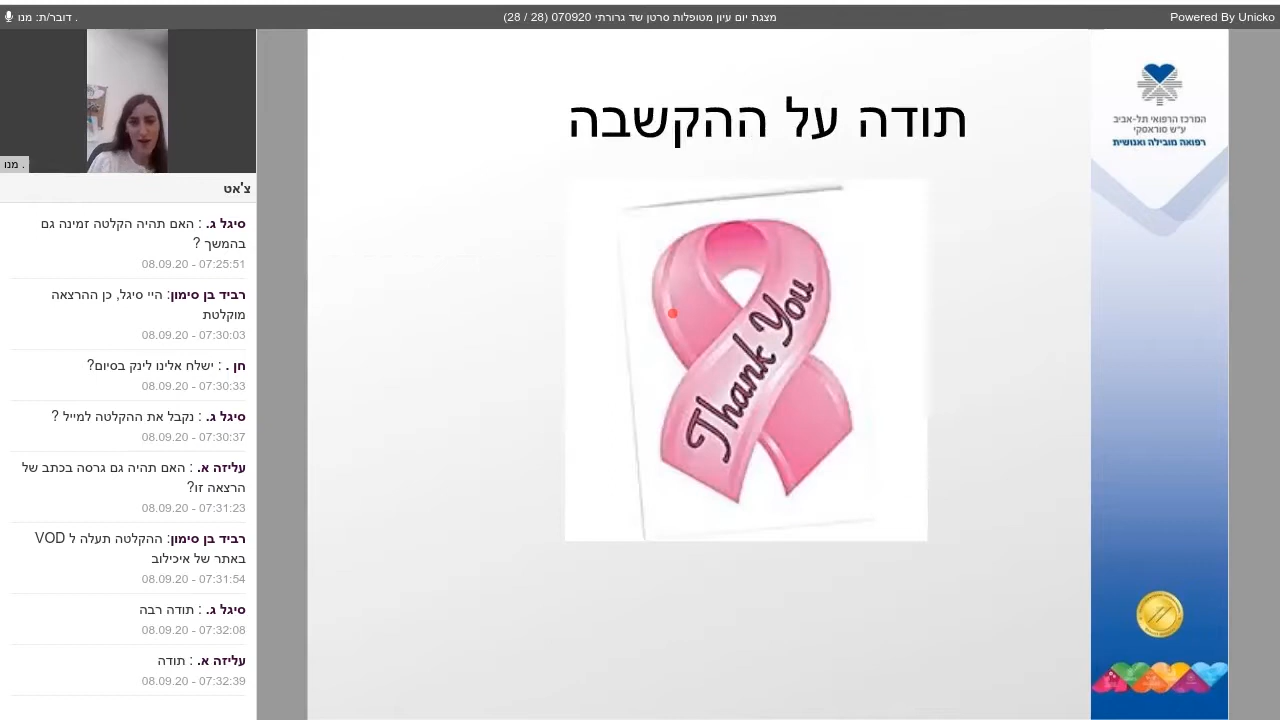 דובר/ת: מנו .
מצגת יום עיון מטופלות סרטן שד גרורתי 070920 (28 / 28)
Powered By Unicko
מנו .
צ'אט
סיגל ג. : האם תהיה הקלטה זמינה גם
בהמשך ?
08.09.20 - 07:25:51
רביד בן סימון: היי סיגל, כן ההרצאה
מוקלטת
08.09.20 - 07:30:03
חן . : ישלח אלינו לינק בסיום?
08.09.20 - 07:30:33
סיגל ג. : נקבל את ההקלטה למייל ?
08.09.20 - 07:30:37
עליזה א. : האם תהיה גם גרסה בכתב של
הרצאה זו?
08.09.20 - 07:31:23
רביד בן סימון: ההקלטה תעלה ל VOD
באתר של איכילוב
08.09.20 - 07:31:54
סיגל ג. : תודה רבה
08.09.20 - 07:32:08
עליזה א. : תודה
08.09.20 - 07:32:39
תודה על ההקשבה
Thank You
המרכז הרפואי תל-אביב
ע"ש סוראסקי
רפואה מובילה ואנושית